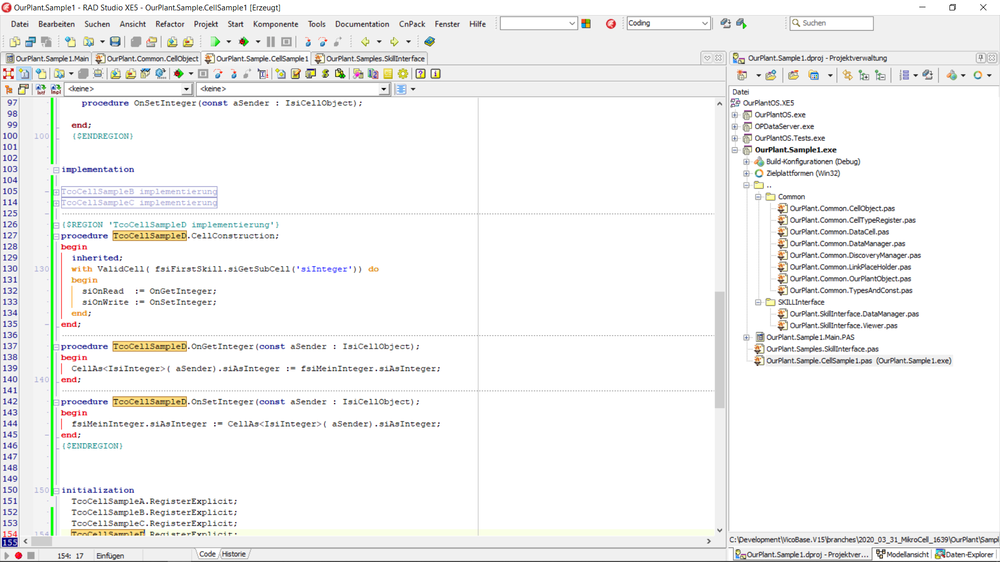 OurPlant.Sample1 - RAD Studio XE5 - OurPlant.Sample.CellSample1 [Erzeugt]
Datei Bearbeiten Suchen Ansicht Refactor Projekt Start Komponente Tools Documentation CnPack Fenster Hilfe Coding Suchen
OurPlant.Sample1.Main OurPlant.Common.CellObject OurPlant.Sample.CellSample1 OurPlant.Samples.SkillInterface
<keine> <keine>
97 procedure OnSetInteger(const aSender : IsiCellObject);
98
99 end;
100 100 {$ENDREGION}
101
102
103 implementation
104
105 TcoCellSampleB implementierung
114 TcoCellSampleC implementierung
125
126 {$REGION 'TcoCellSampleD implementierung'}
127 procedure TcoCellSampleD.CellConstruction;
128 begin
129 inherited;
130 130 with ValidCell( fsiFirstSkill.siGetSubCell('siInteger')) do
131 begin
132 siOnRead := OnGetInteger;
133 siOnWrite := OnSetInteger;
134 end;
135 end;
136
137 procedure TcoCellSampleD.OnGetInteger(const aSender : IsiCellObject);
138 begin
139 CellAs<IsiInteger>( aSender).siAsInteger := fsiMeinInteger.siAsInteger;
140 140 end;
141
142 procedure TcoCellSampleD.OnSetInteger(const aSender : IsiCellObject);
143 begin
144 fsiMeinInteger.siAsInteger := CellAs<IsiInteger>( aSender).siAsInteger;
145 end;
146 {$ENDREGION}
147
148
149
150 150 initialization
151 TcoCellSampleA.RegisterExplicit;
152 TcoCellSampleB.RegisterExplicit;
153 TcoCellSampleC.RegisterExplicit;
154 154 TcoCellSampleD.RegisterExplicit;
155
154: 17 Einfügen Code Historie
OurPlant.Sample1.dproj - Projektverwaltung
Datei
OurPlantOS.XE5
OurPlantOS.exe
OPDataServer.exe
OurPlantOS.Tests.exe
OurPlant.Sample1.exe
Build-Konfigurationen (Debug)
Zielplattformen (Win32)
..
Common
OurPlant.Common.CellObject.pas
OurPlant.Common.CellTypeRegister.pas
OurPlant.Common.DataCell.pas
OurPlant.Common.DataManager.pas
OurPlant.Common.DiscoveryManager.pas
OurPlant.Common.LinkPlaceHolder.pas
OurPlant.Common.OurPlantObject.pas
OurPlant.Common.TypesAndConst.pas
SKILLInterface
OurPlant.SkillInterface.DataManager.pas
OurPlant.SkillInterface.Viewer.pas
OurPlant.Sample1.Main.PAS
OurPlant.Samples.SkillInterface.pas
OurPlant.Sample.CellSample1.pas (OurPlant.Sample1.exe)
C:\Development\VicoBase.V15\branches\2020_03_31_MikroCell_1639\OurPlant\Sampl
OurPlant.Sample1.dproj - Projektver... Modellansicht Daten-Explorer